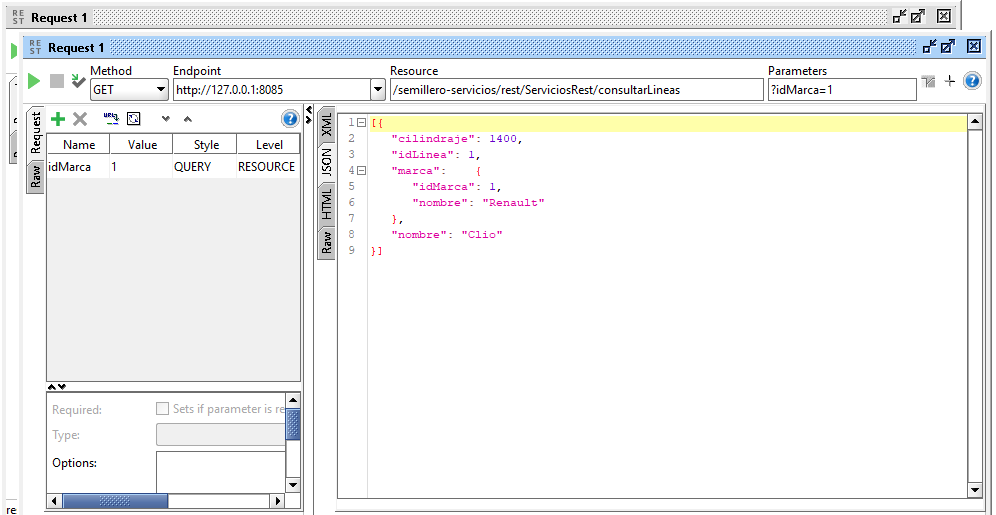 RE ST Request 1
RE ST Request 1
Method Endpoint Resource Parameters
GET http://127.0.0.1:8085 /semillero-servicios/rest/ServiciosRest/consultarLineas ?idMarca=1
Request
Raw
Name Value Style Level
idMarca 1 QUERY RESOURCE
Required: Sets if parameter is re
Type:
Options:
XML
JSON
HTML
Raw
1 [{
2 "cilindraje": 1400,
3 "idLinea": 1,
4 "marca": {
5 "idMarca": 1,
6 "nombre": "Renault"
7 },
8 "nombre": "Clio"
9 }]
re